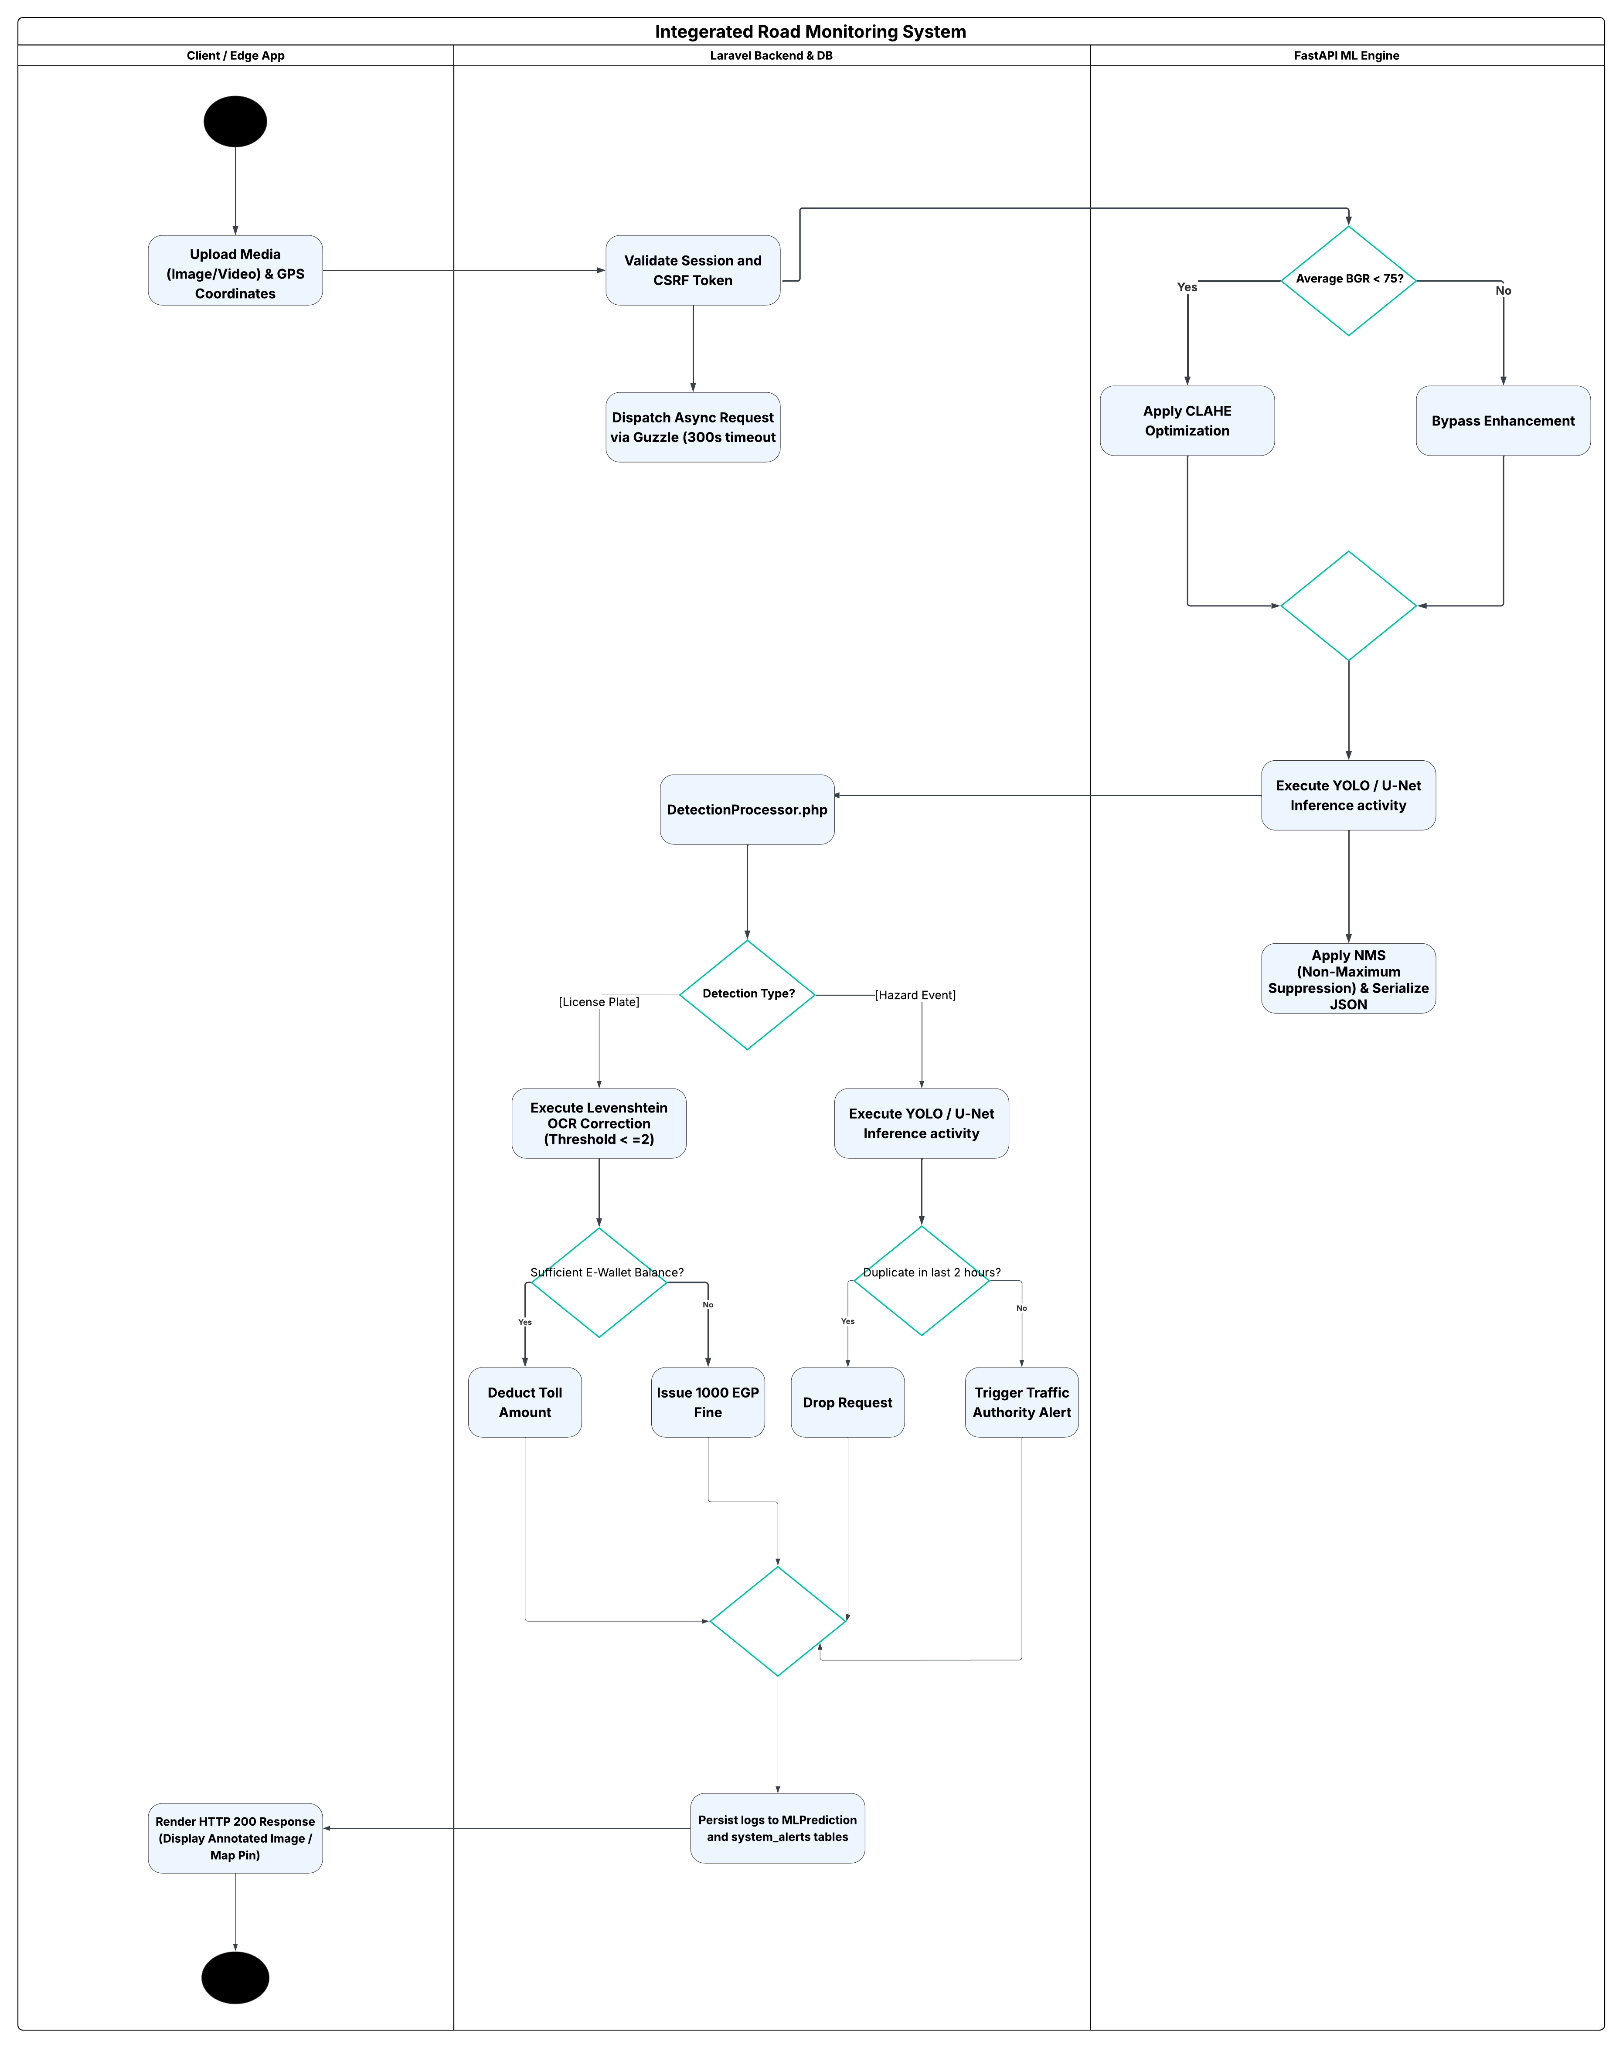 Integerated Road Monitoring System
Client / Edge App
Laravel Backend & DB
FastAPI ML Engine
Upload Media
(Image/Video) & GPS
Coordinates
Validate Session and
CSRF Token
Average BGR < 75?
Yes
No
Dispatch Async Request
via Guzzle (300s timeout
Apply CLAHE
Optimization
Bypass Enhancement
DetectionProcessor.php
Execute YOLO / U-Net
Inference activity
Detection Type?
[License Plate]
[Hazard Event]
Apply NMS
(Non-Maximum
Suppression) & Serialize
JSON
Execute Levenshtein
OCR Correction
(Threshold < =2)
Execute YOLO / U-Net
Inference activity
Sufficient E-Wallet Balance?
Yes
No
Duplicate in last 2 hours?
Yes
No
Deduct Toll
Amount
Issue 1000 EGP
Fine
Drop Request
Trigger Traffic
Authority Alert
Render HTTP 200 Response
(Display Annotated Image /
Map Pin)
Persist logs to MLPrediction
and system_alerts tables